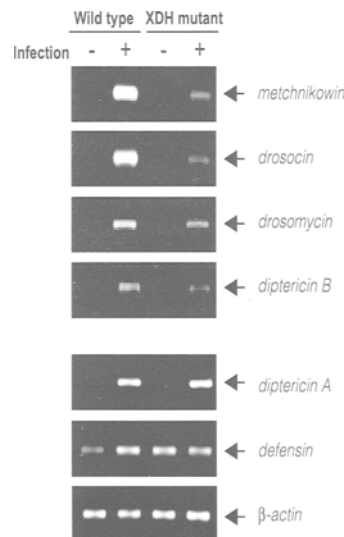 Wild type XDH mutant
Infection - + - +
metchnikowin
drosocin
drosomycin
diptericin B
diptericin A
defensin
β-actin